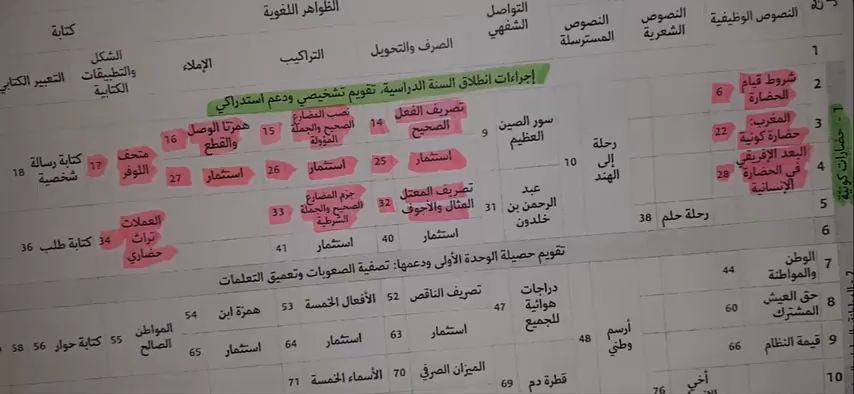 النصوص الوظيفية
النصوص الشعرية
النصوص المسترسلة
التواصل الشفهي
الظواهر اللغوية
الصرف والتحويل
التراكيب
الإملاء
كتابة
الشكل والتطبيقات الكتابية
التعبير الكتابي
1
إجراءات انطلاق السنة الدراسية، تقويم تشخيصي ودعم استدراكي
1 - حضارات كونية
2
شروط قيام الحضارة 6
3
المغرب: حضارة كونية 22
4
البعد الإفريقي في الحضارة الإنسانية 28
5
رحلة حلم 38
رحلة إلى الهند 10
سور الصين العظيم 9
عبد الرحمن بن خلدون 31
تصريف الفعل الصحيح 14
نصب المضارع الصحيح والجملة المؤولة 15
همزتا الوصل والقطع 16
متحف اللوفر 17
كتابة رسالة شخصية 18
استثمار 25
استثمار 26
استثمار 27
تصريف المعتل المثال والأجوف 32
جزم المضارع الصحيح والجملة الشرطية 33
العملات تراث حضاري 34
كتابة طلب 36
استثمار 40
استثمار 41
6
تقويم حصيلة الوحدة الأولى ودعمها: تصفية الصعوبات وتعميق التعلمات
7
الوطن والمواطنة 44
8
حق العيش المشترك 60
9
قيمة النظام 66
10
أخي 76
أرسم وطني 48
دراجات هوائية للجميع 47
قطرة دم 69
تصريف الناقص 52
الأفعال الخمسة 53
همزة ابن 54
المواطن الصالح 55
كتابة حوار 56
58
استثمار 63
استثمار 64
استثمار 65
الميزان الصرفي 70
الأسماء الخمسة 71